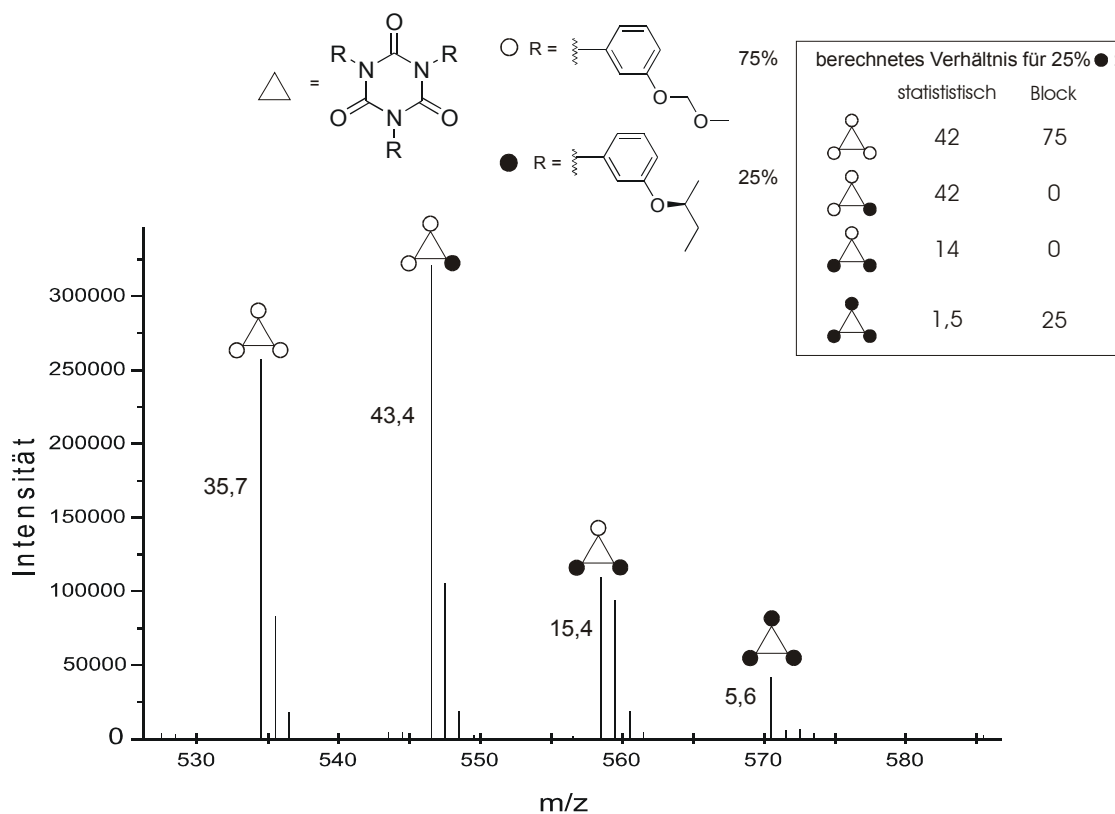 O
R
R
N
N
O
N
O
R
=
R =
O
O
75%
R =
O
25%
berechnetes Verhältnis für 25%
statististisch Block
42 75
42 0
14 0
1,5 25
300000
250000
200000
150000
100000
50000
0
Intensität
35,7
43,4
15,4
5,6
530 540 550 560 570 580
m/z